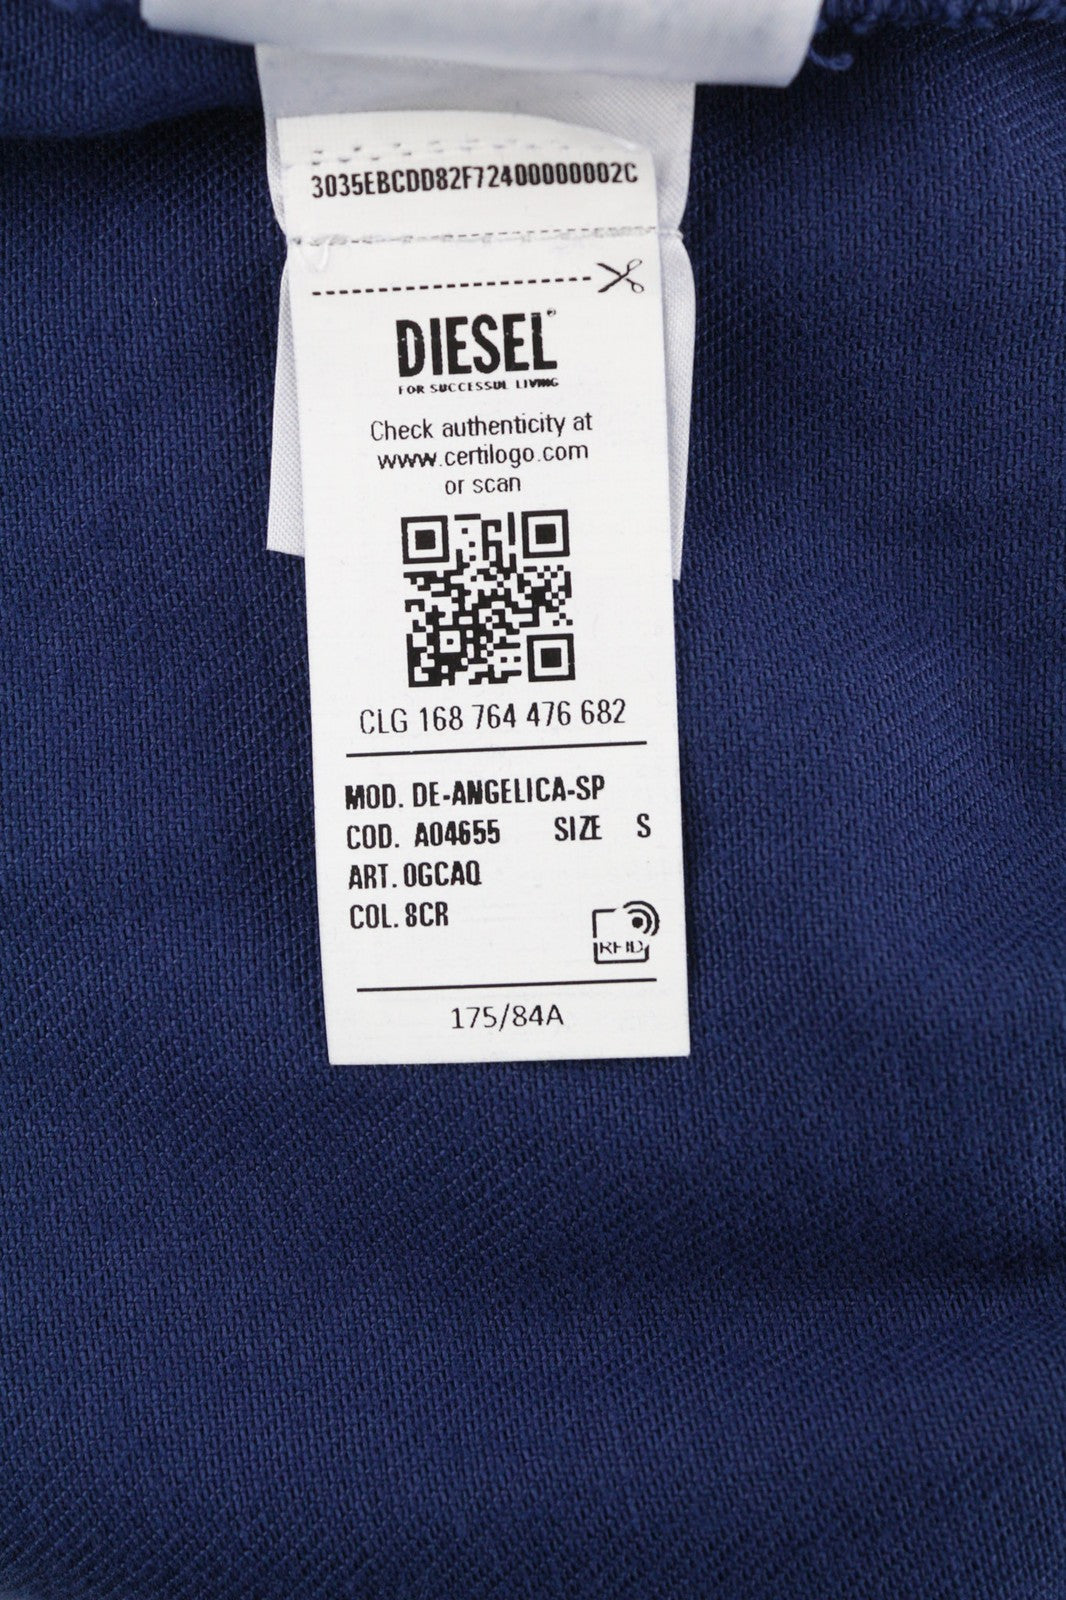 3035EBCDD82F72400000002C
DIESEL
FOR SUCCESSUL LIVING
Check authenticity at
www.certilogo.com
or scan
CLG 168 764 476 682
MOD. DE-ANGELICA-SP
COD. A04655 SIZE S
ART. 0GCAQ
COL. 8CR
RFID
175/84A